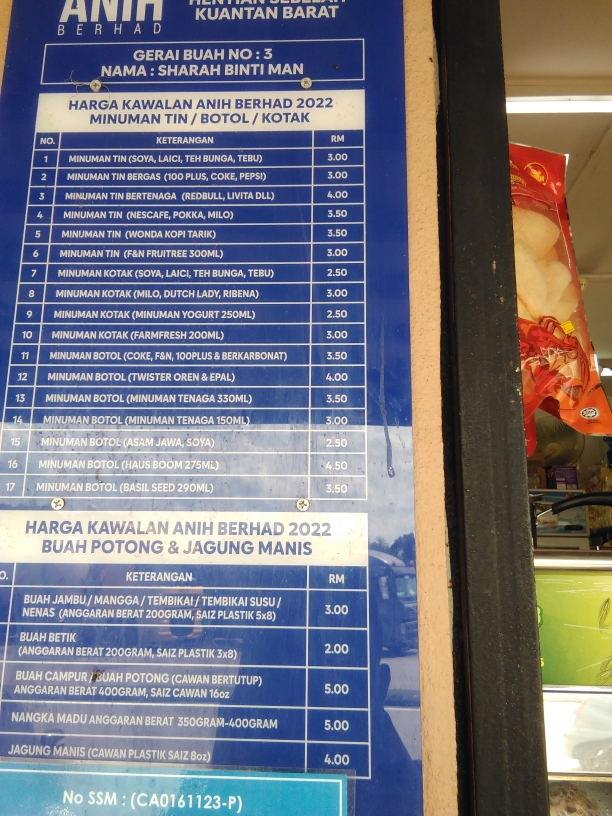 ANIH
BERHAD
HENTIAN SEBELAH
KUANTAN BARAT
GERAI BUAH NO : 3
NAMA : SHARAH BINTI MAN
HARGA KAWALAN ANIH BERHAD 2022
MINUMAN TIN / BOTOL / KOTAK
NO. KETERANGAN RM
1 MINUMAN TIN (SOYA, LAICI, TEH BUNGA, TEBU) 3.00
2 MINUMAN TIN BERGAS (100 PLUS, COKE, PEPSI) 3.00
3 MINUMAN TIN BERTENAGA (REDBULL, LIVITA DLL) 4.00
4 MINUMAN TIN (NESCAFE, POKKA, MILO) 3.50
5 MINUMAN TIN (WONDA KOPI TARIK) 3.50
6 MINUMAN TIN (F&N FRUITREE 300ML) 3.00
7 MINUMAN KOTAK (SOYA, LAICI, TEH BUNGA, TEBU) 2.50
8 MINUMAN KOTAK (MILO, DUTCH LADY, RIBENA) 3.00
9 MINUMAN KOTAK (MINUMAN YOGURT 250ML) 2.50
10 MINUMAN KOTAK (FARMFRESH 200ML) 3.00
11 MINUMAN BOTOL (COKE, F&N, 100PLUS & BERKARBONAT) 3.50
12 MINUMAN BOTOL (TWISTER OREN & EPAL) 4.00
13 MINUMAN BOTOL (MINUMAN TENAGA 330ML) 3.50
14 MINUMAN BOTOL (MINUMAN TENAGA 150ML) 3.00
15 MINUMAN BOTOL (ASAM JAWA, SOYA) 2.50
16 MINUMAN BOTOL (HAUS BOOM 275ML) 4.50
17 MINUMAN BOTOL (BASIL SEED 290ML) 3.50
HARGA KAWALAN ANIH BERHAD 2022
BUAH POTONG & JAGUNG MANIS
O. KETERANGAN RM
BUAH JAMBU / MANGGA / TEMBIKAI / TEMBIKAI SUSU /
NENAS (ANGGARAN BERAT 200GRAM, SAIZ PLASTIK 5x8) 3.00
BUAH BETIK
(ANGGARAN BERAT 200GRAM, SAIZ PLASTIK 3x8) 2.00
BUAH CAMPUR / BUAH POTONG (CAWAN BERTUTUP)
ANGGARAN BERAT 400GRAM, SAIZ CAWAN 16oz 5.00
NANGKA MADU ANGGARAN BERAT 350GRAM-400GRAM 5.00
JAGUNG MANIS (CAWAN PLASTIK SAIZ 8oz) 4.00
No SSM : (CA0161123-P)